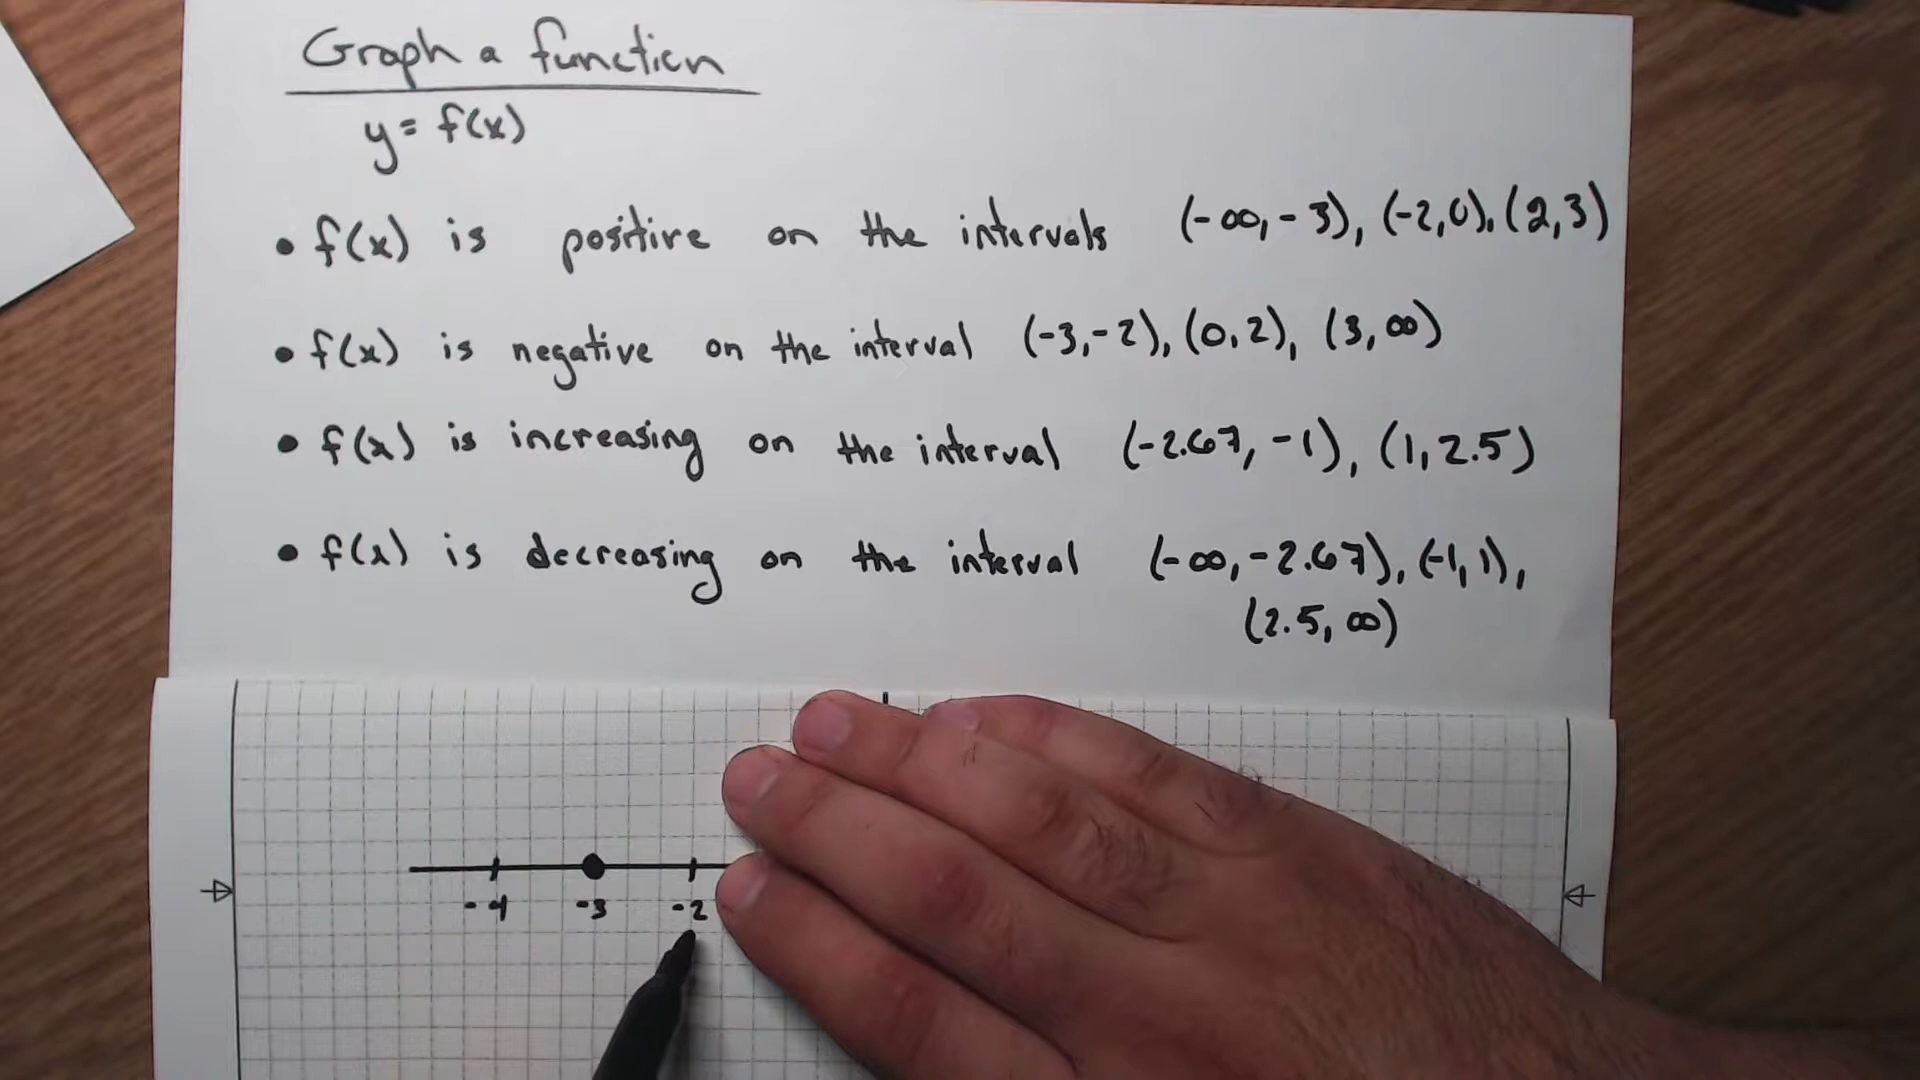 Graph a function
y = f(x)
• f(x) is positive on the intervals (-∞, -3), (-2,0), (2,3)
• f(x) is negative on the interval (-3,-2), (0,2), (3,∞)
• f(x) is increasing on the interval (-2.67, -1), (1, 2.5)
• f(x) is decreasing on the interval (-∞, -2.67), (-1, 1),
(2.5, ∞)
-4 -3 -2